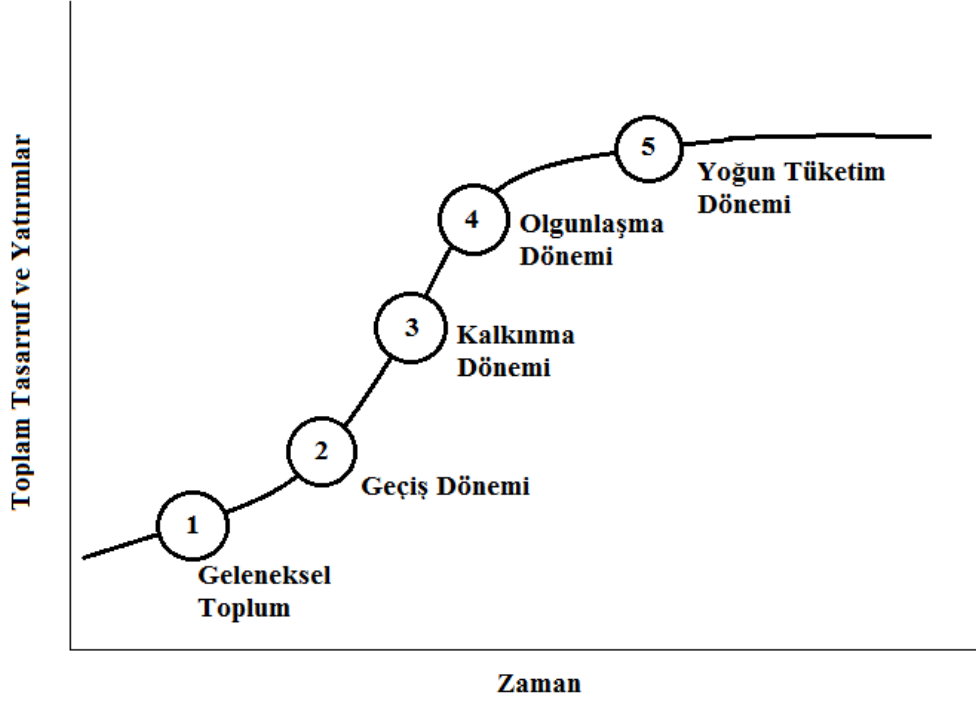 Toplam Tasarruf ve Yatırımlar
5
Yoğun Tüketim
Dönemi
4
Olgunlaşma
Dönemi
3
Kalkınma
Dönemi
2
Geçiş Dönemi
1
Geleneksel
Toplum
Zaman